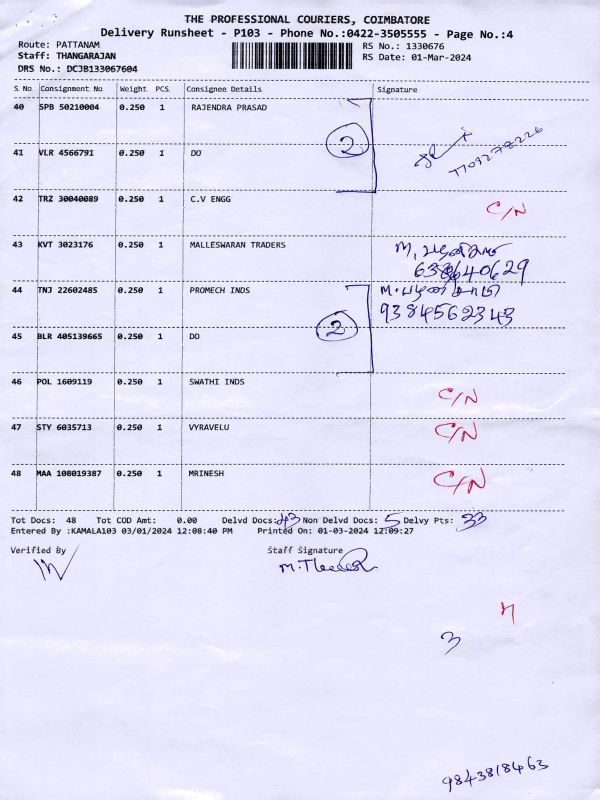 THE PROFESSIONAL COURIERS, COIMBATORE
Delivery Runsheet - P103 - Phone No.:0422-3505555 - Page No.:4
Route: PATTANAM
RS No.: 1330676
Staff: THANGARAJAN
RS Date: 01-Mar-2024
DRS No.: DCJB133067604
S No Consignment No Weight PCS Consignee Details Signature
40 SPB 50210004 0.250 1 RAJENDRA PRASAD
2
41 VLR 4566791 0.250 1 DO
42 TRZ 30040089 0.250 1 C.V ENGG C/N
43 KVT 3023176 0.250 1 MALLESWARAN TRADERS
44 TNJ 22602485 0.250 1 PROMECH INDS
9384562343
2
45 BLR 405139665 0.250 1 DO
46 POL 1609119 0.250 1 SWATHI INDS C/N
47 STY 6035713 0.250 1 VYRAVELU C/N
48 MAA 108019387 0.250 1 MRINESH C/N
Tot Docs: 48 Tot COD Amt: 0.00 Delvd Docs: 43 Non Delvd Docs: 5 Delvy Pts: 33
Entered By :KAMALA103 03/01/2024 12:08:40 PM Printed On: 01-03-2024 12:09:27
Verified By Staff Signature
3
9843818463